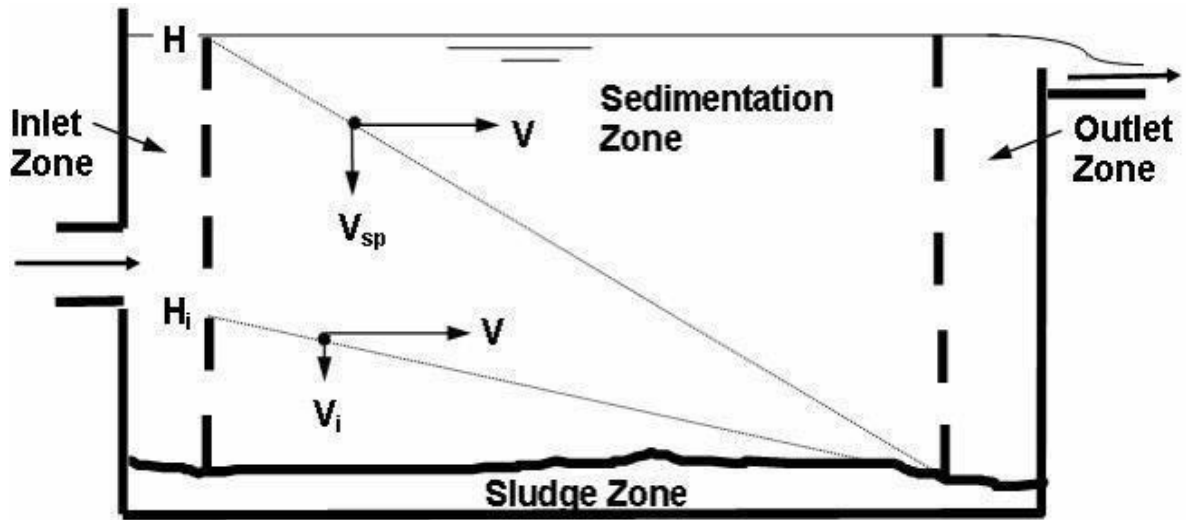 H
Inlet
Zone
Sedimentation
Zone
Outlet
Zone
V
Vsp
Hi
V
Vi
Sludge Zone